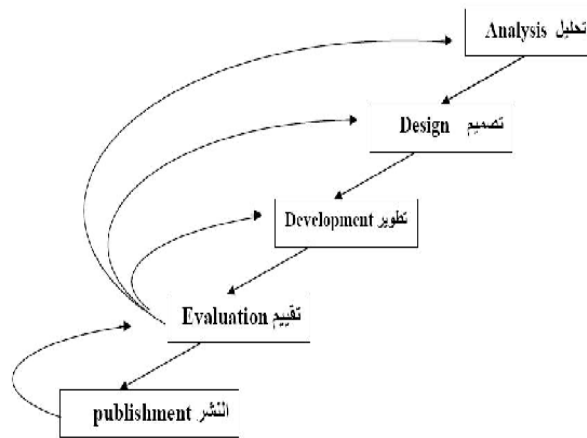 تحليل Analysis
تصميم Design
تطوير Development
تقييم Evaluation
النشر publishment